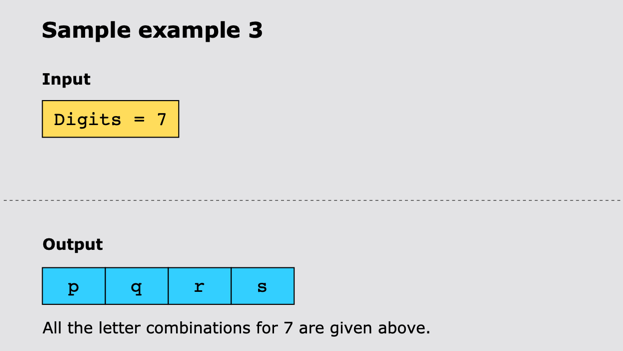 Sample example 3
Input
Digits = 7
Output
p q r s
All the letter combinations for 7 are given above.